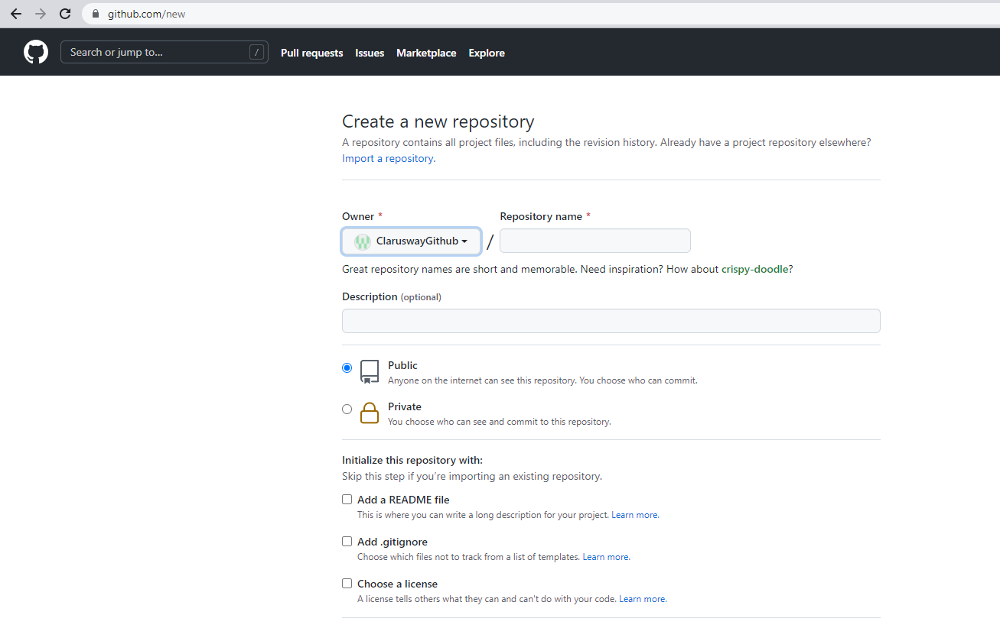 github.com/new
Search or jump to... /
Pull requests Issues Marketplace Explore
Create a new repository
A repository contains all project files, including the revision history. Already have a project repository elsewhere?
Import a repository.
Owner * Repository name *
ClaruswayGithub /
Great repository names are short and memorable. Need inspiration? How about crispy-doodle?
Description (optional)
Public
Anyone on the internet can see this repository. You choose who can commit.
Private
You choose who can see and commit to this repository.
Initialize this repository with:
Skip this step if you're importing an existing repository.
Add a README file
This is where you can write a long description for your project. Learn more.
Add .gitignore
Choose which files not to track from a list of templates. Learn more.
Choose a license
A license tells others what they can and can't do with your code. Learn more.